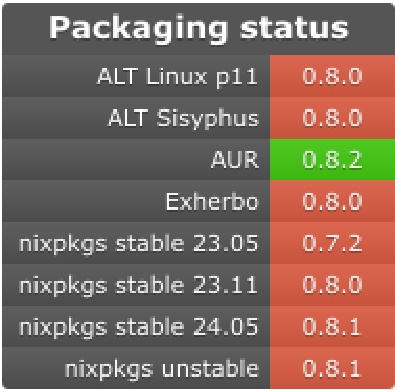 Packaging status
ALT Linux p11 0.8.0
ALT Sisyphus 0.8.0
AUR 0.8.2
Exherbo 0.8.0
nixpkgs stable 23.05 0.7.2
nixpkgs stable 23.11 0.8.0
nixpkgs stable 24.05 0.8.1
nixpkgs unstable 0.8.1